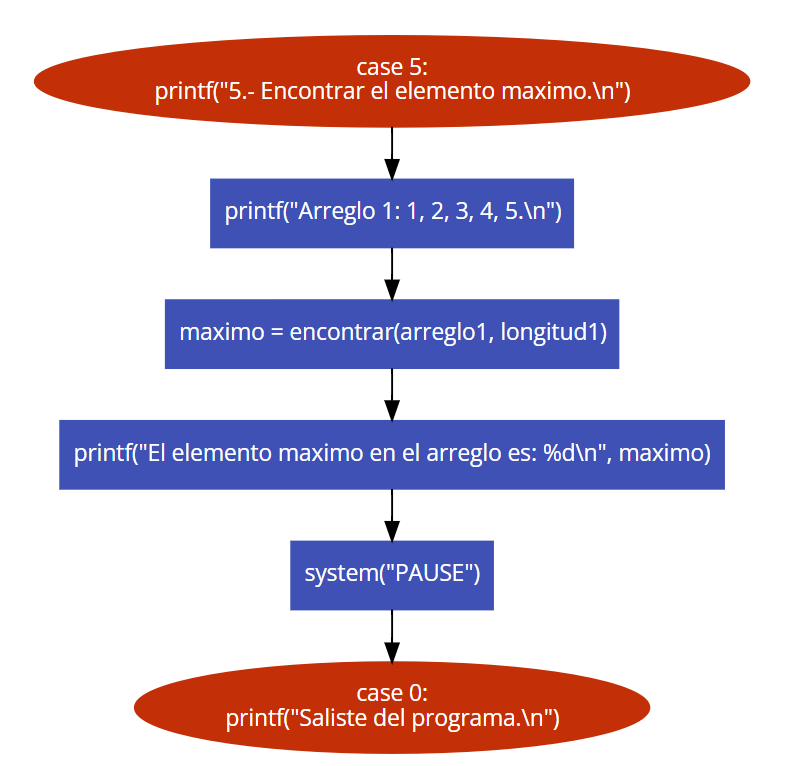 case 5:
printf("5.- Encontrar el elemento maximo.\n")
printf("Arreglo 1: 1, 2, 3, 4, 5.\n")
maximo = encontrar(arreglo1, longitud1)
printf("El elemento maximo en el arreglo es: %d\n", maximo)
system("PAUSE")
case 0:
printf("Saliste del programa.\n")